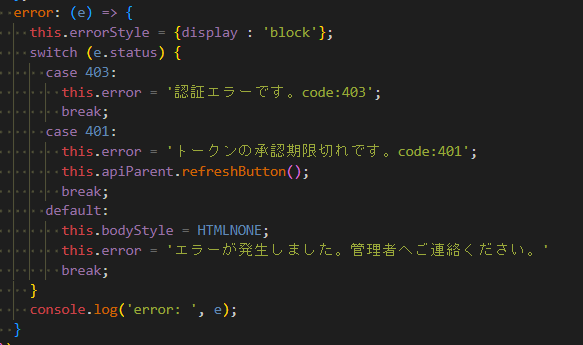 error: (e) => {
this.errorStyle = {display : 'block'};
switch (e.status) {
case 403:
this.error = '認証エラーです。code:403';
break;
case 401:
this.error = 'トークンの承認期限切れです。code:401';
this.apiParent.refreshButton();
break;
default:
this.bodyStyle = HTMLNONE;
this.error = 'エラーが発生しました。管理者へご連絡ください。'
break;
}
console.log('error: ', e);
}